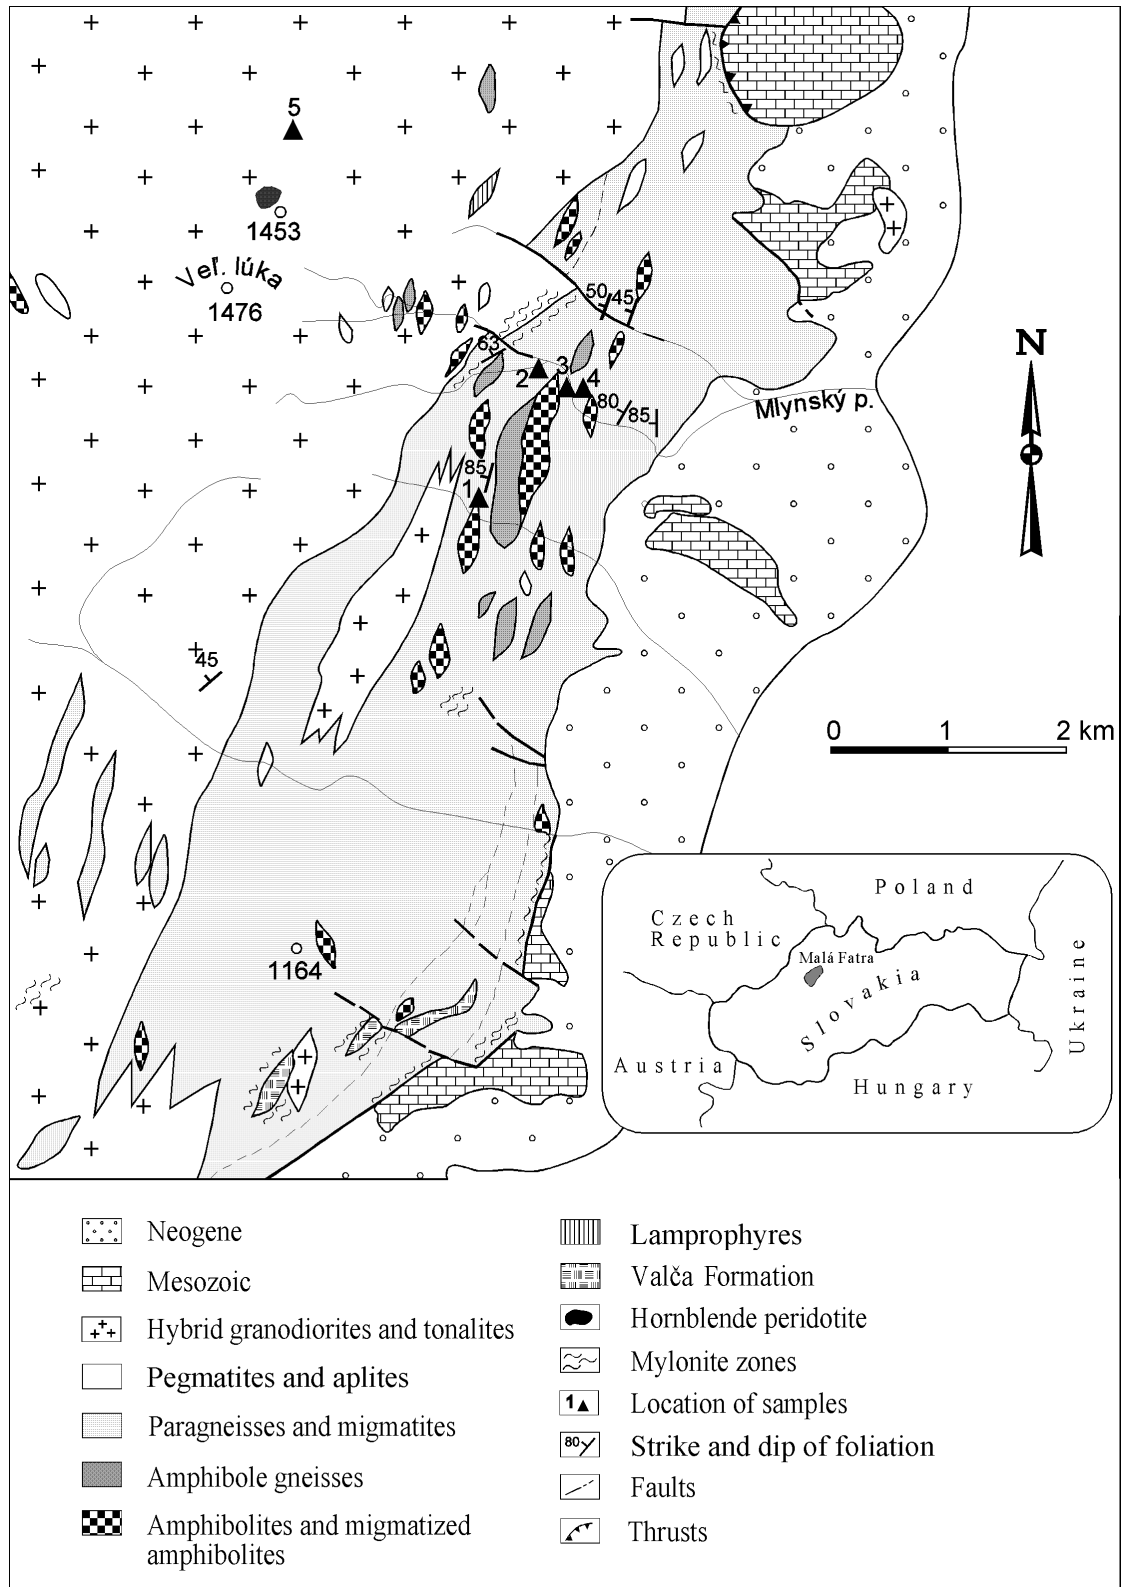 5
1453
Veľ. lúka
1476
50
45
63
2
3
4
80
85
Mlynský p.
N
85
1
45
0 1 2 km
1164
Poland
Czech
Republic
Malá Fatra
Slovakia
Ukraine
Austria
Hungary
Neogene
Mesozoic
Hybrid granodiorites and tonalites
Pegmatites and aplites
Paragneisses and migmatites
Amphibole gneisses
Amphibolites and migmatized
amphibolites
Lamprophyres
Valča Formation
Hornblende peridotite
Mylonite zones
1 Location of samples
80 Strike and dip of foliation
Faults
Thrusts